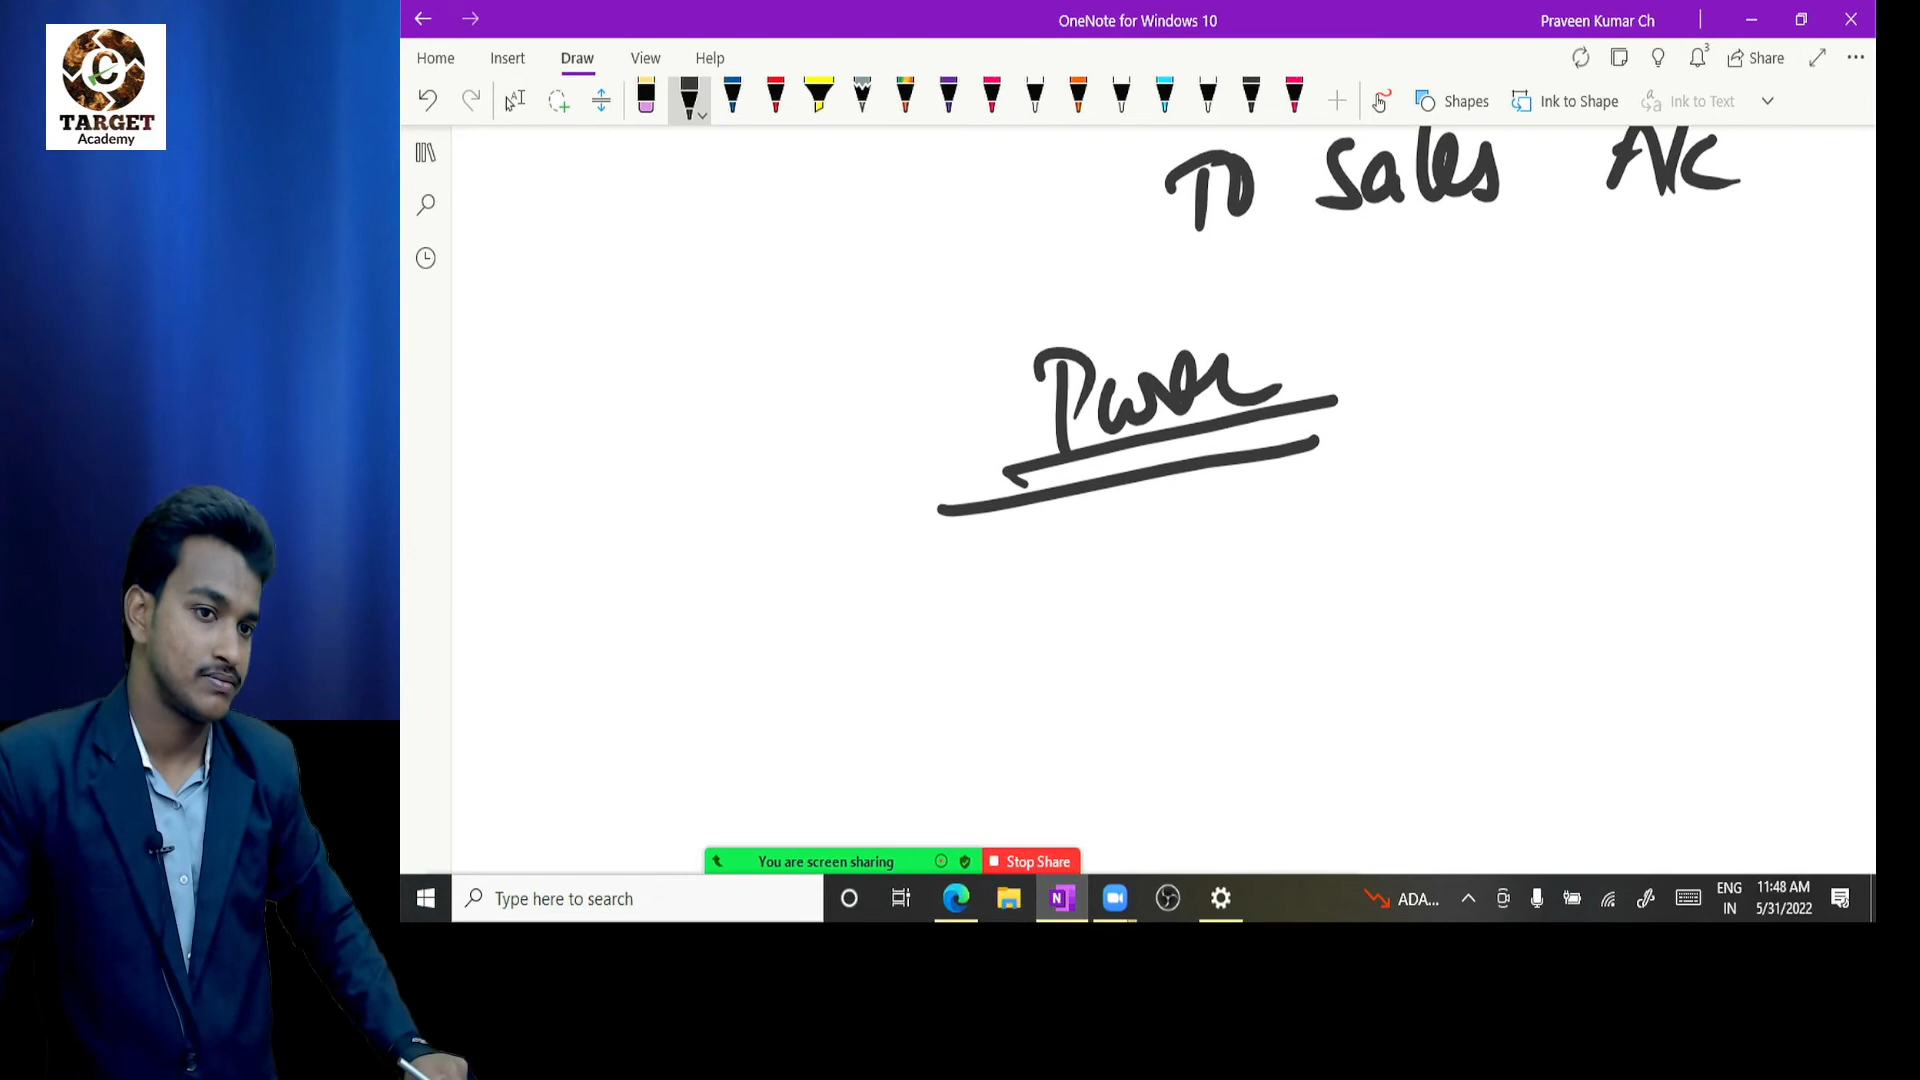 TARGET
Academy
OneNote for Windows 10
Praveen Kumar Ch
Home Insert Draw View Help
3
Share
Shapes
Ink to Shape
Ink to Text
To Sales A/C
You are screen sharing
Stop Share
Type here to search
ADA...
ENG
IN
11:48 AM
5/31/2022